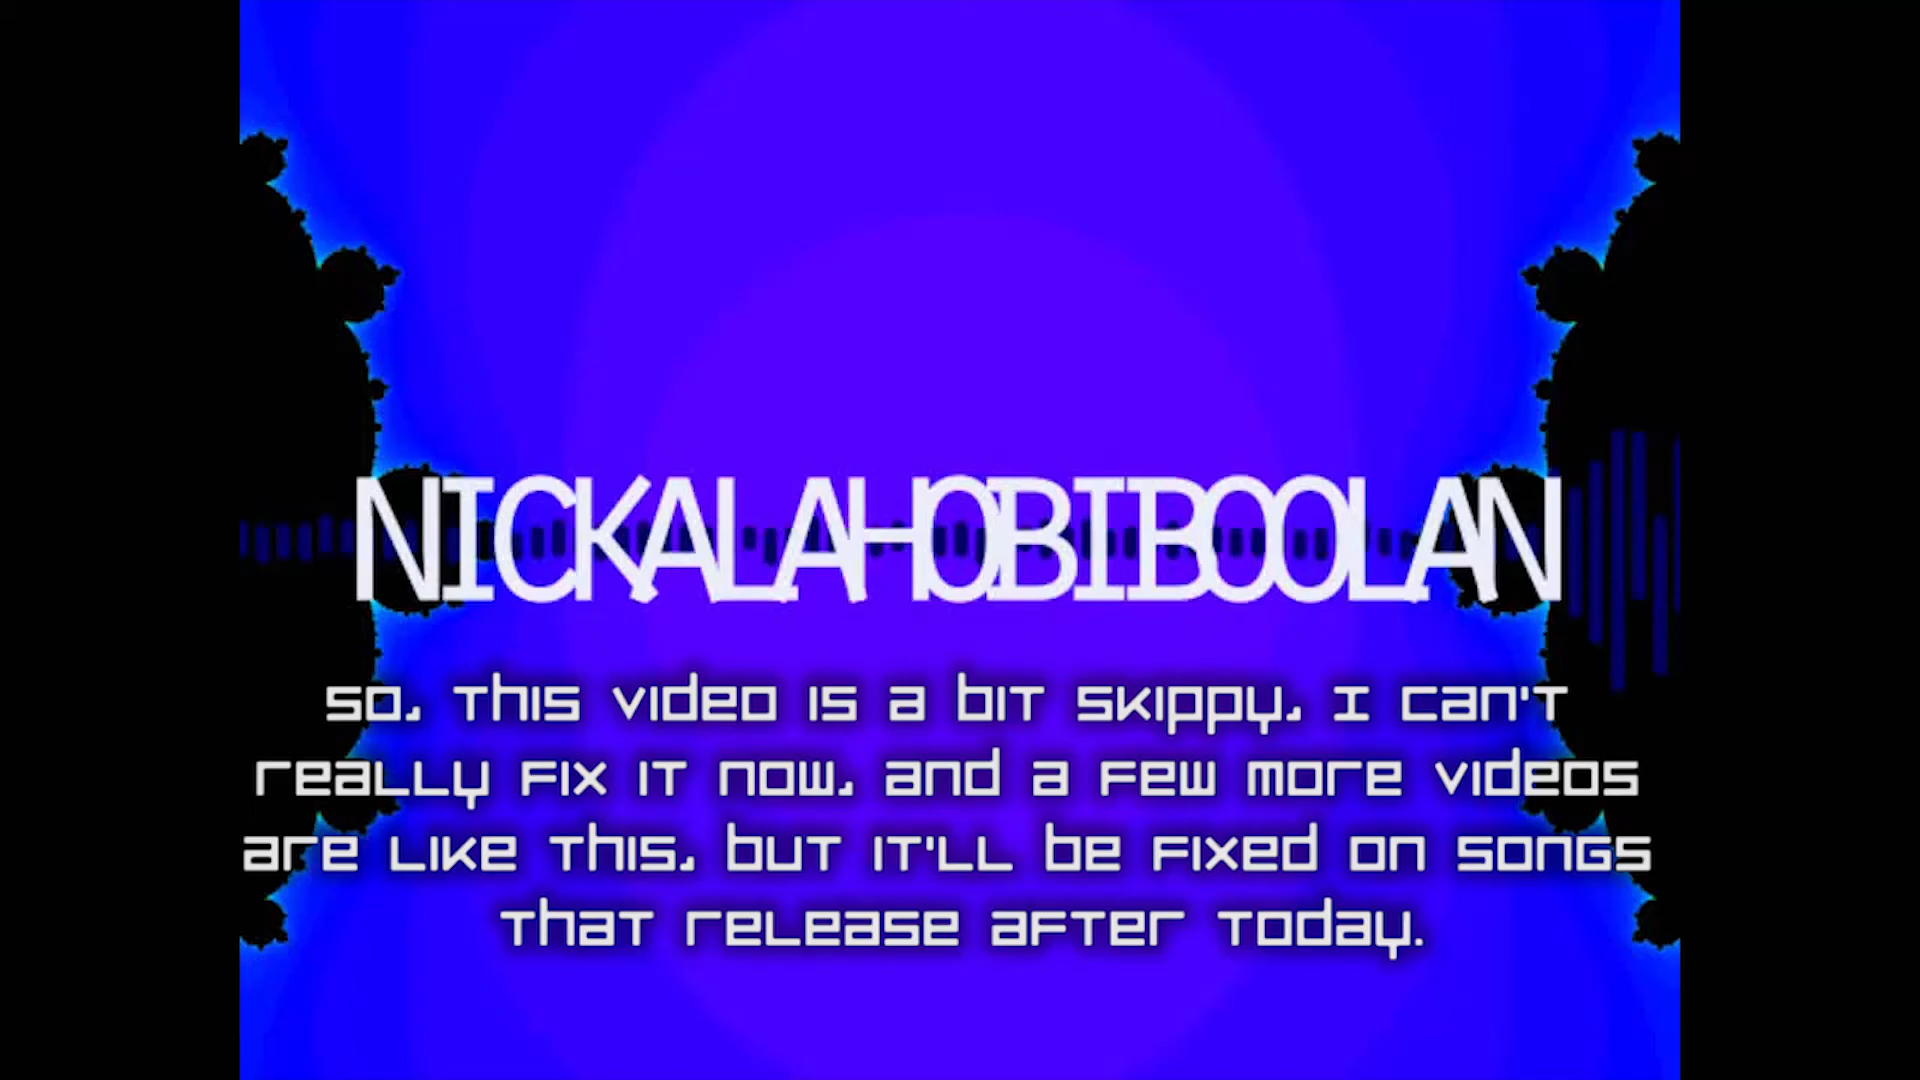 NICKALAHOBIBOOLAN
so, this video is a bit skippy, I can't
really fix it now, and a few more videos
are like this, but it'll be fixed on songs
that release after today.